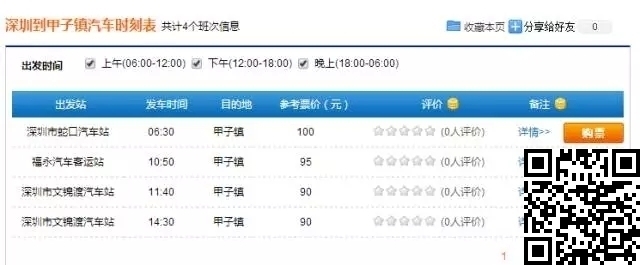 深圳到甲子镇汽车时刻表 共计4个班次信息 收藏本页 分享给好友 0
出发时间 上午(06:00-12:00) 下午(12:00-18:00) 晚上(18:00-06:00)
出发站 发车时间 目的地 参考票价（元） 评价 备注
深圳市蛇口汽车站 06:30 甲子镇 100 (0人评价) 详情>> 购票
福永汽车客运站 10:50 甲子镇 95 (0人评价) 详
深圳市文锦渡汽车站 11:40 甲子镇 90 (0人评价)
深圳市文锦渡汽车站 14:30 甲子镇 90 (0人评价)
1